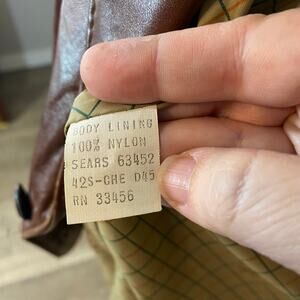 BODY LINING
100% NYLON
SEARS 63452
42S-CHE D45
RN 33456